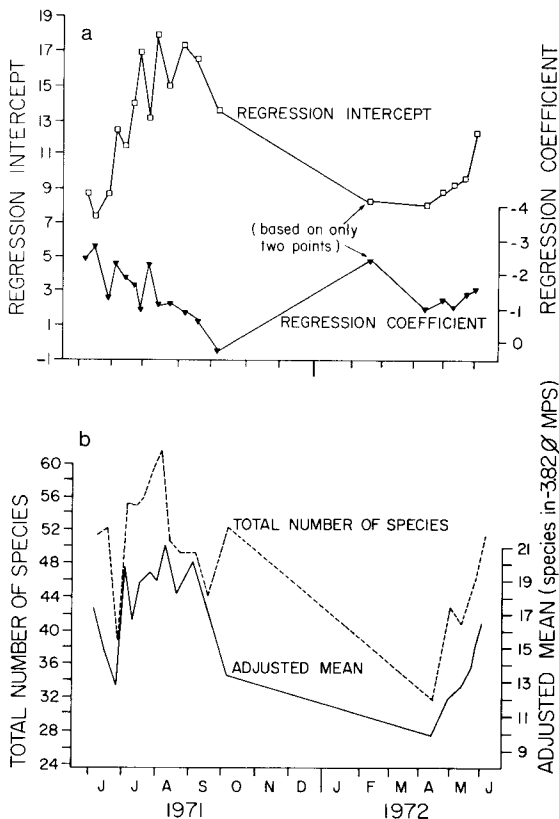 a
REGRESSION INTERCEPT
19
17
15
13
11
9
7
5
3
1
-1
REGRESSION INTERCEPT
(based on only
two points)
REGRESSION COEFFICIENT
-4
-3
-2
-1
0
REGRESSION COEFFICIENT
b
TOTAL NUMBER OF SPECIES
60
56
52
48
44
40
36
32
28
24
TOTAL NUMBER OF SPECIES
ADJUSTED MEAN
21
19
17
15
13
11
9
ADJUSTED MEAN (species in-3.82Ø MPS)
J J A S O N D J F M A M J
1971 1972